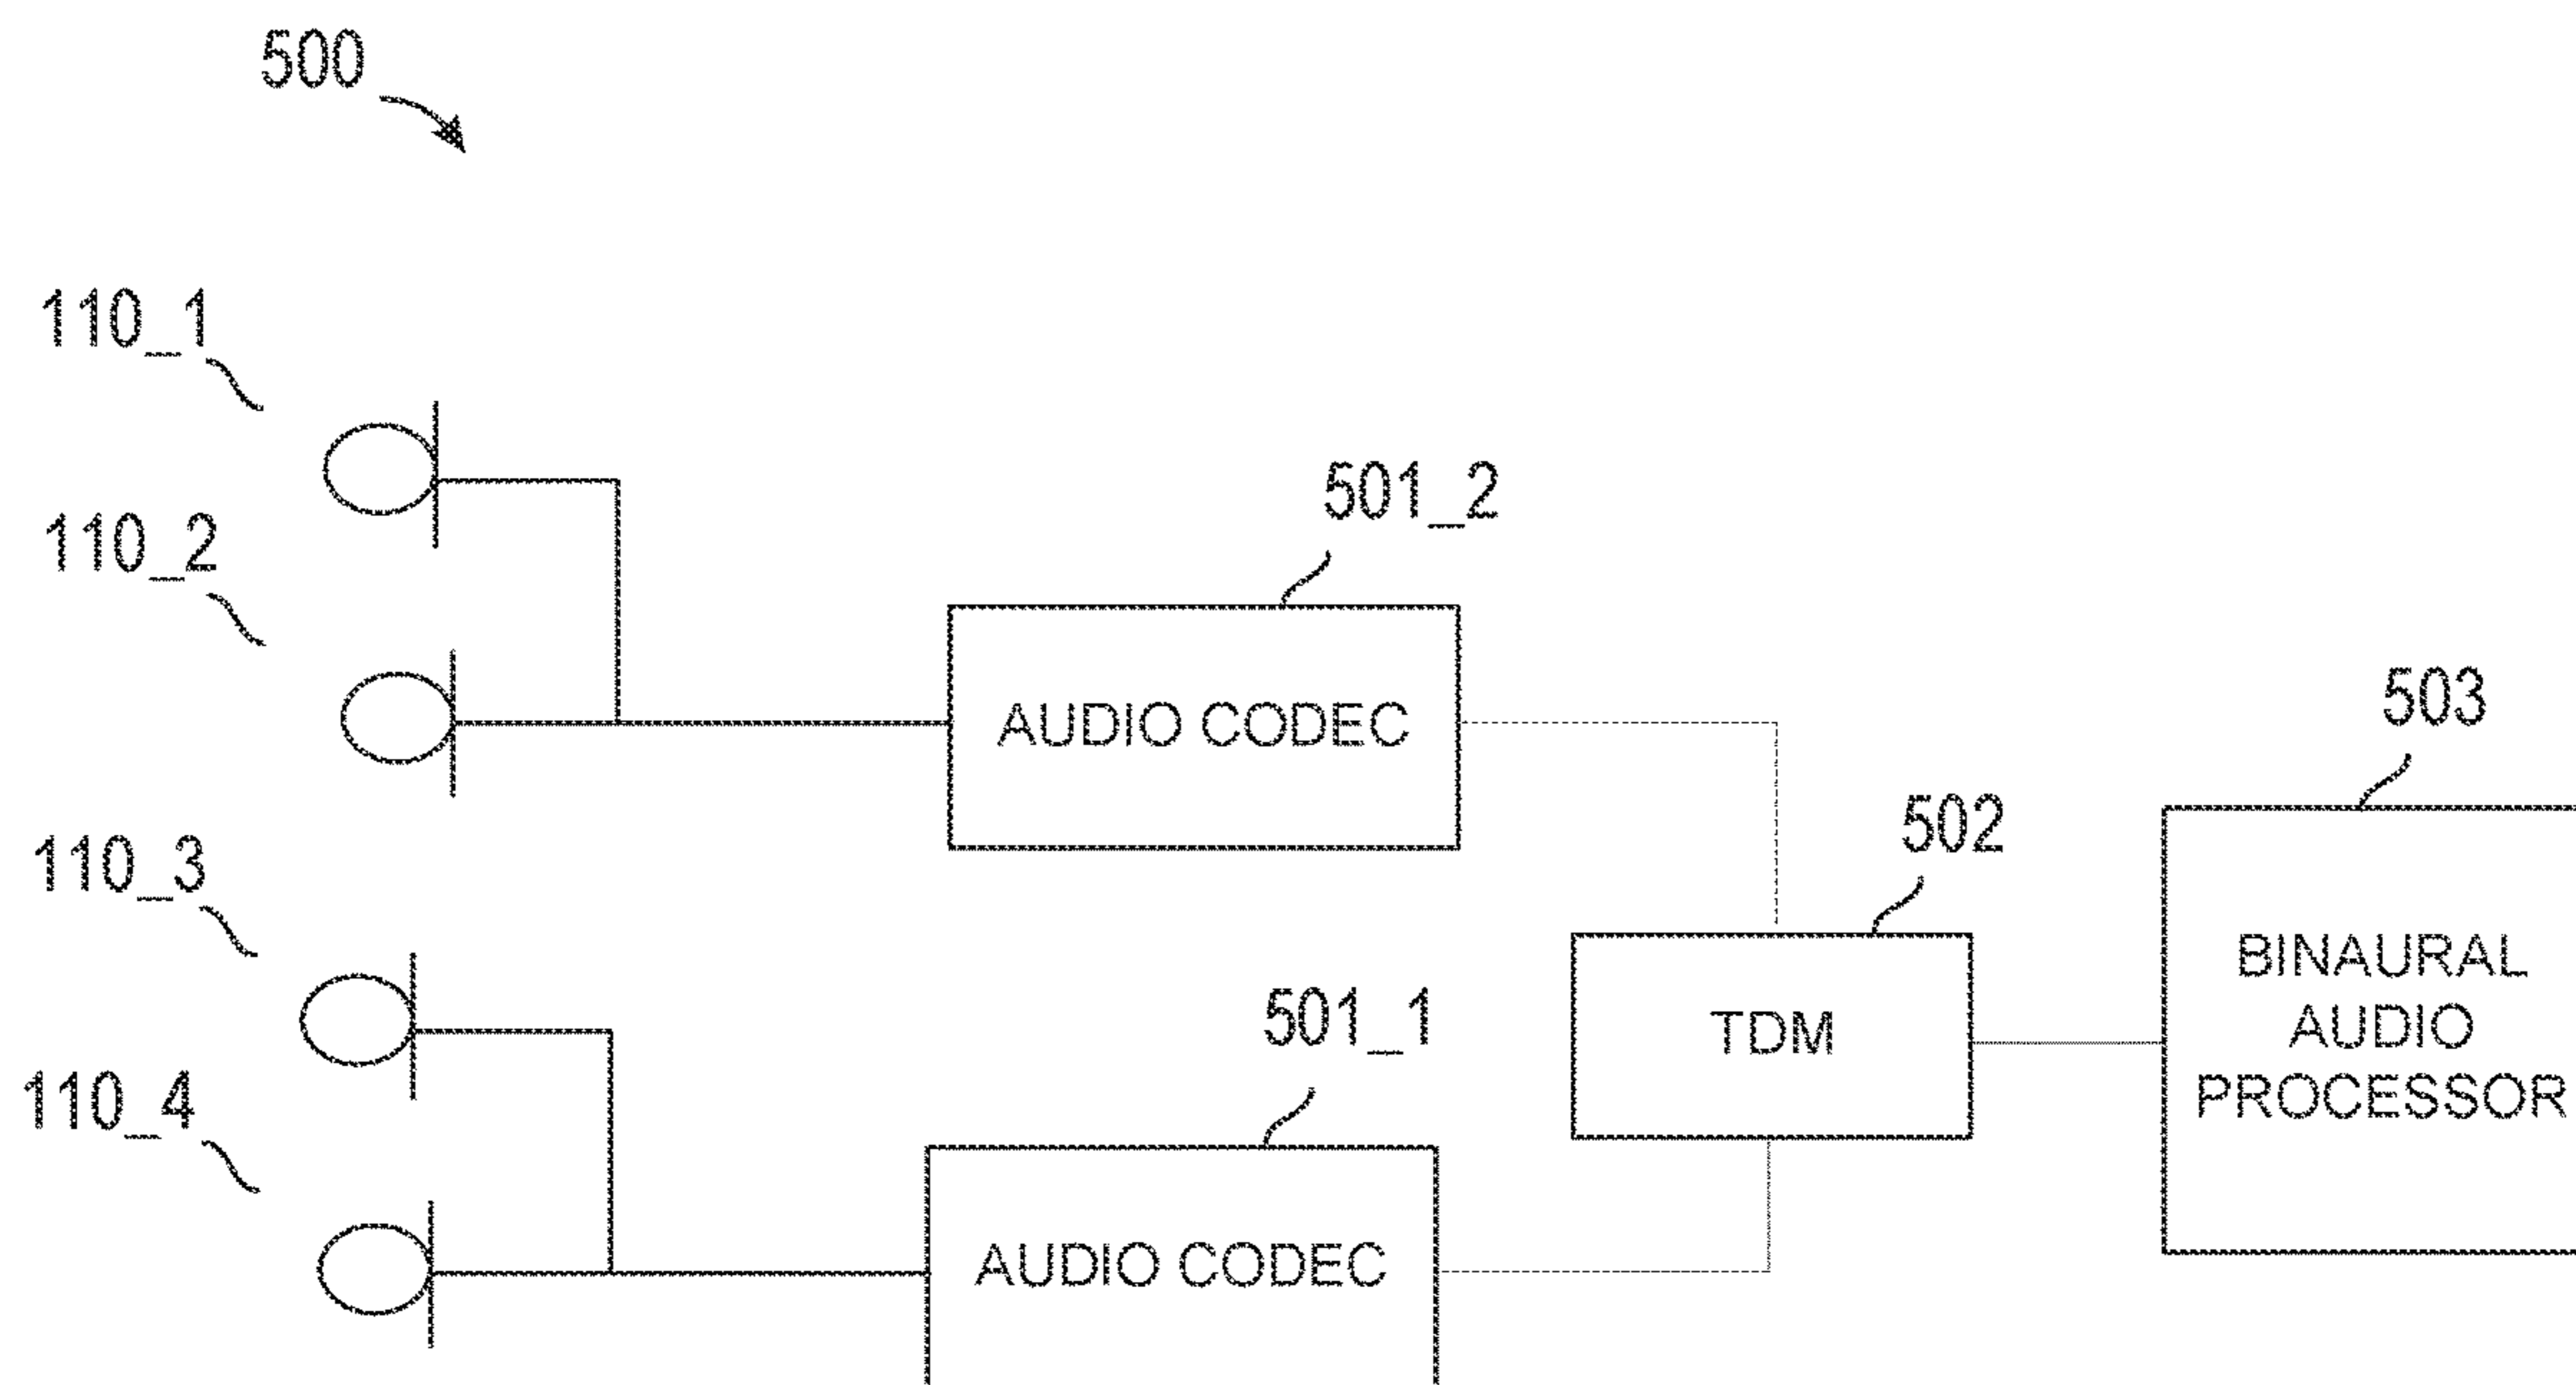 500
110_1
110_2
501_2
AUDIO CODEC
503
502
110_3
BINAURAL
AUDIO
PROCESSOR
TDM
501_1
110_4
AUDIO CODEC